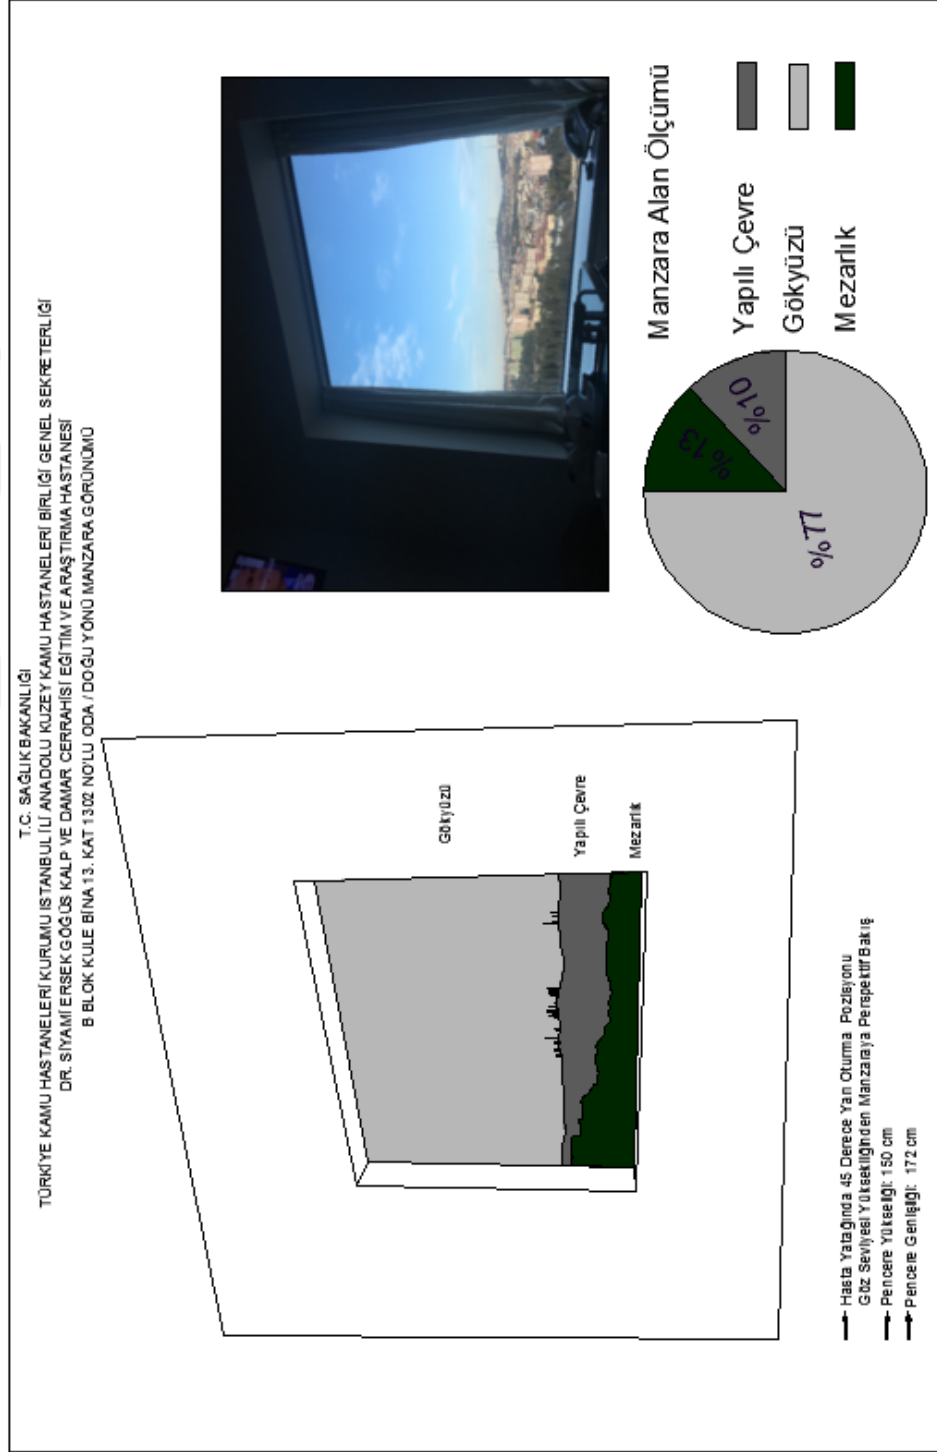 T.C. SAĞLIK BAKANLIĞI
TÜRKİYE KAMU HASTANELERİ KURUMU İSTANBUL İLİ ANADOLU KUZEY KAMU HASTANELERİ BİRLİĞİ GENEL SEKRETERLİĞİ
DR. SİYAMİ ERSEK GÖĞÜS KALP VE DAMAR CERRAHİSİ EĞİTİM VE ARAŞTIRMA HASTANESİ
B BLOK KULE BİNA 13. KAT 1302 NO'LU ODA / DOĞU YÖNÜ MANZARA GÖRÜNÜMÜ
Gökyüzü
Yapılı Çevre
Mezarlık
Hasta Yatağında 45 Derece Yan Oturma Pozisyonu
Göz Seviyesi Yüksekliğinden Manzaraya Perspektif Bakış
Pencere Yükseliği: 150 cm
Pencere Genişliği: 172 cm
Manzara Alan Ölçümü
Yapılı Çevre
Gökyüzü
Mezarlık
%13
%10
%77